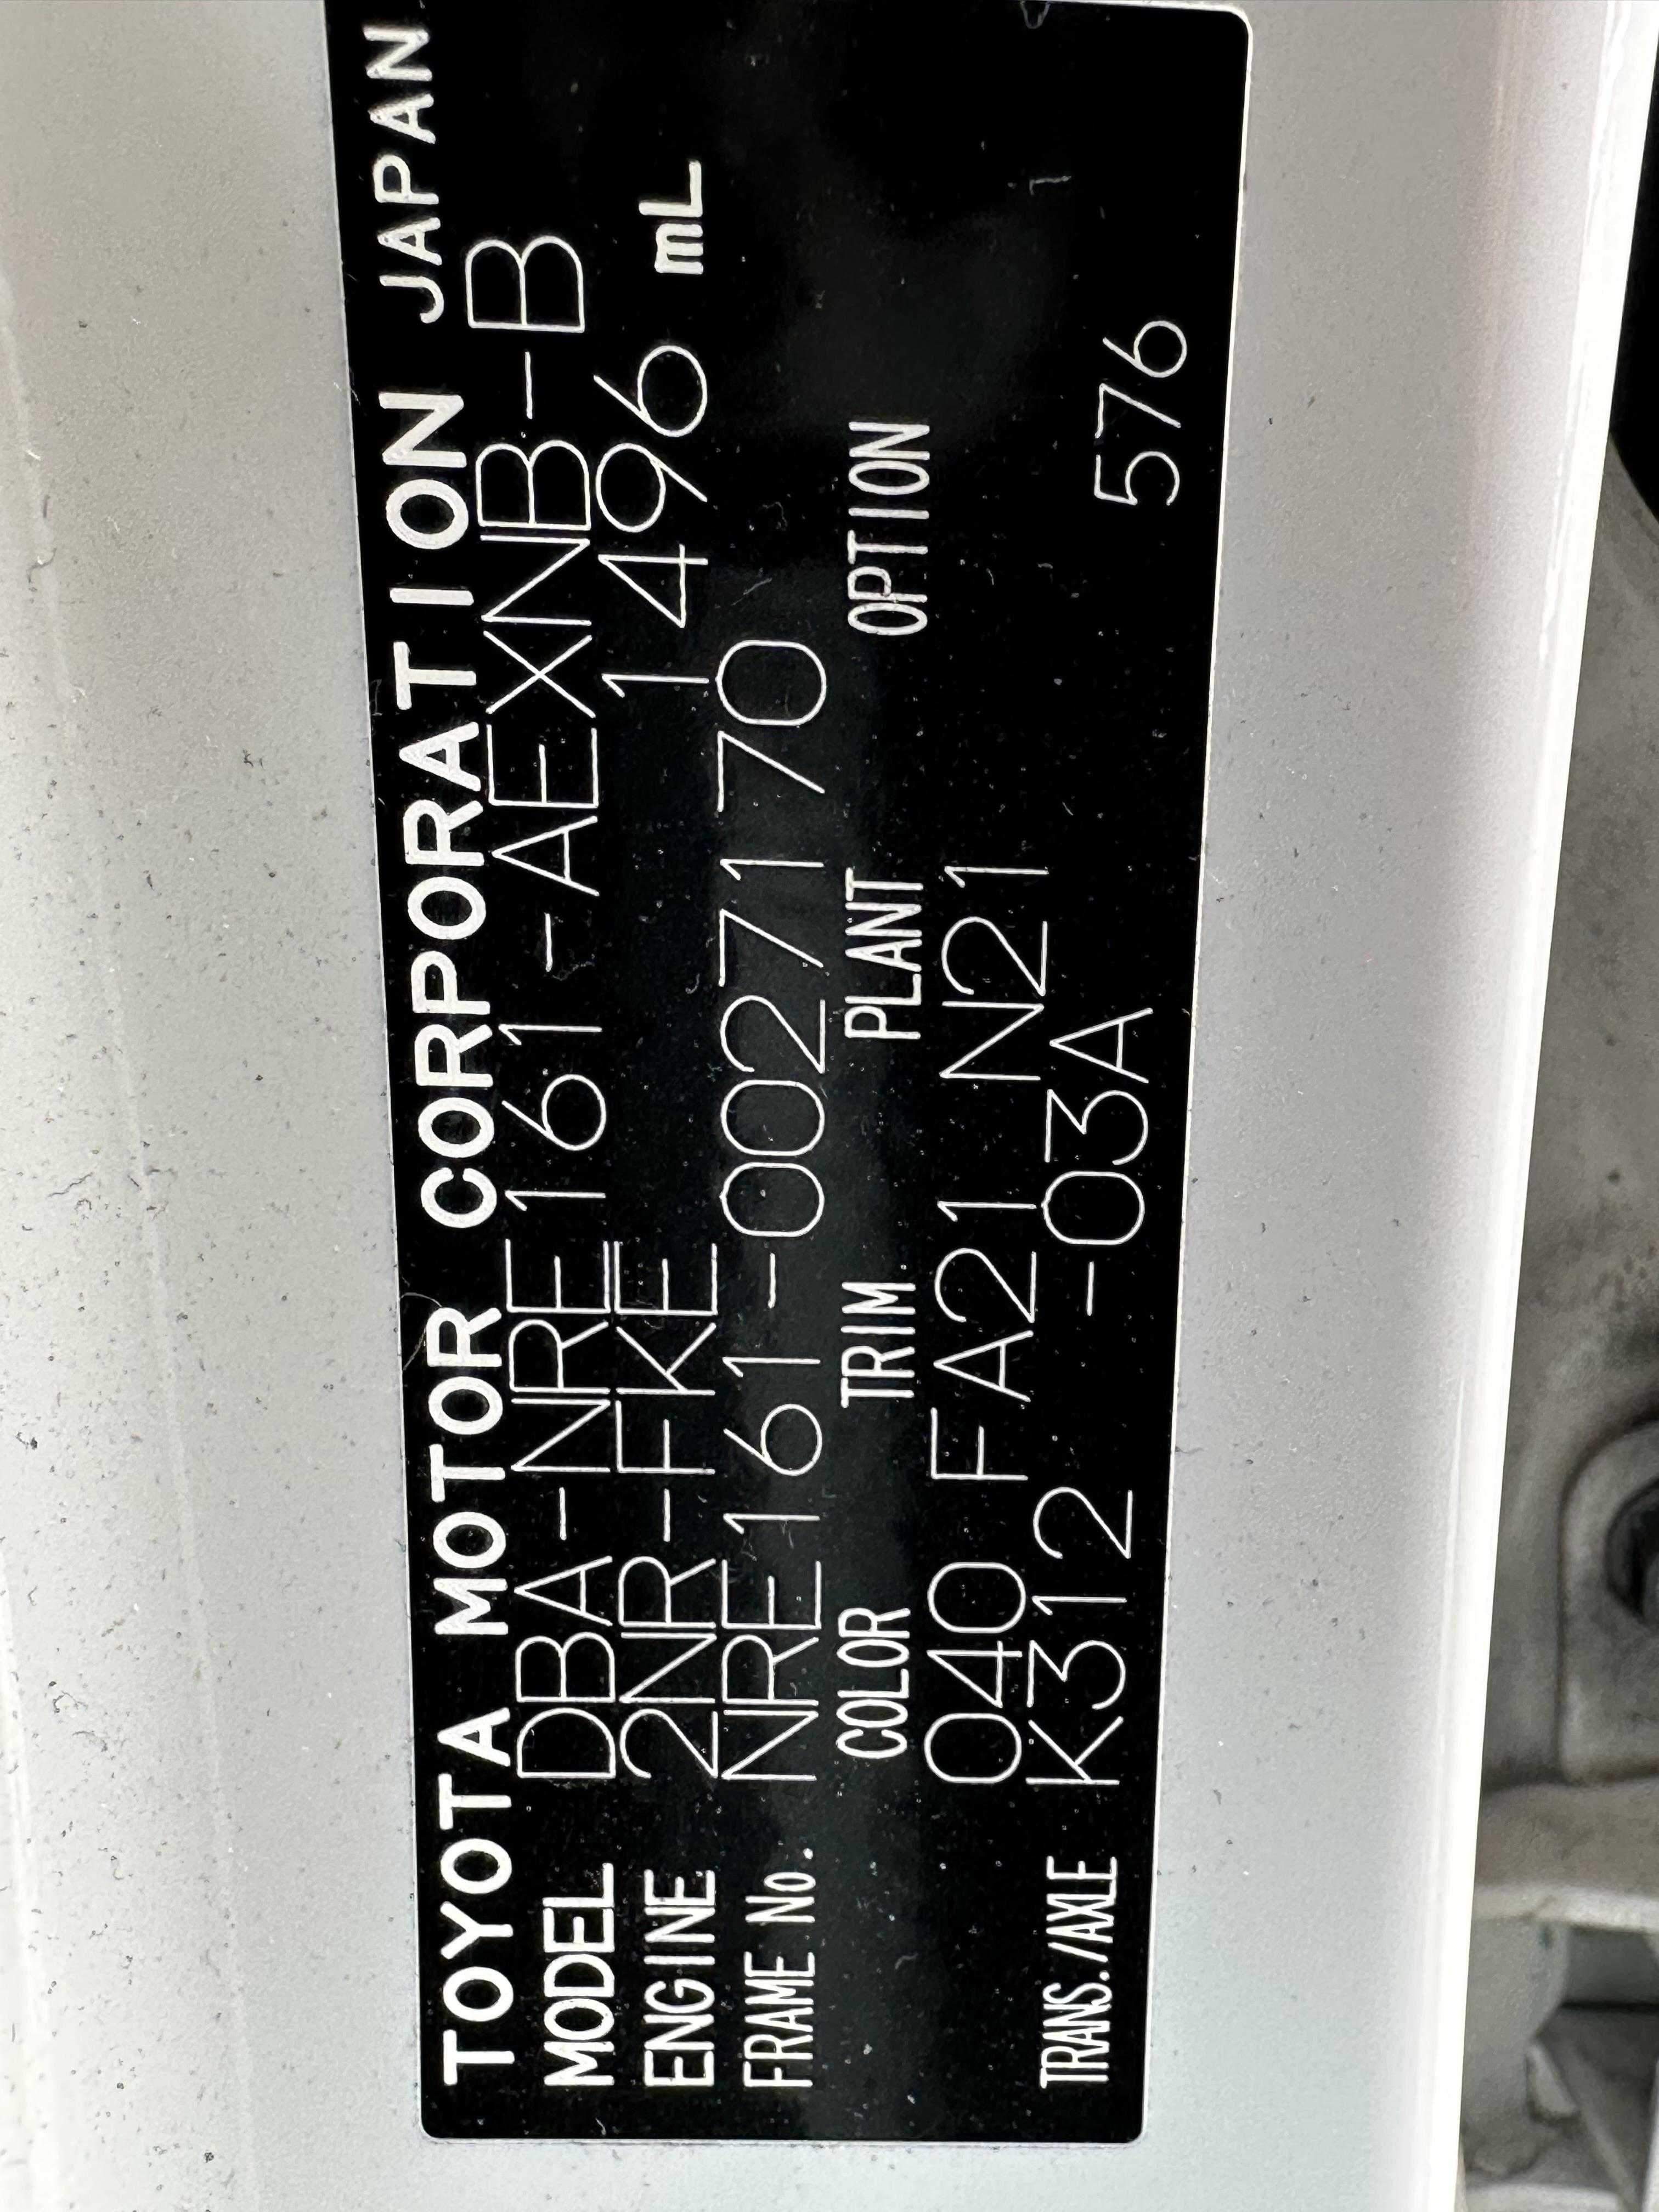 TOYOTA MOTOR CORPORATION JAPAN
MODEL DBA-NRE161-AEXNB-B
ENGINE 2NR-FKE 1496 mL
FRAME No. NRE161-0027170
COLOR TRIM PLANT OPTION
040 FA21 N21
TRANS./AXLE K312 -03A 576